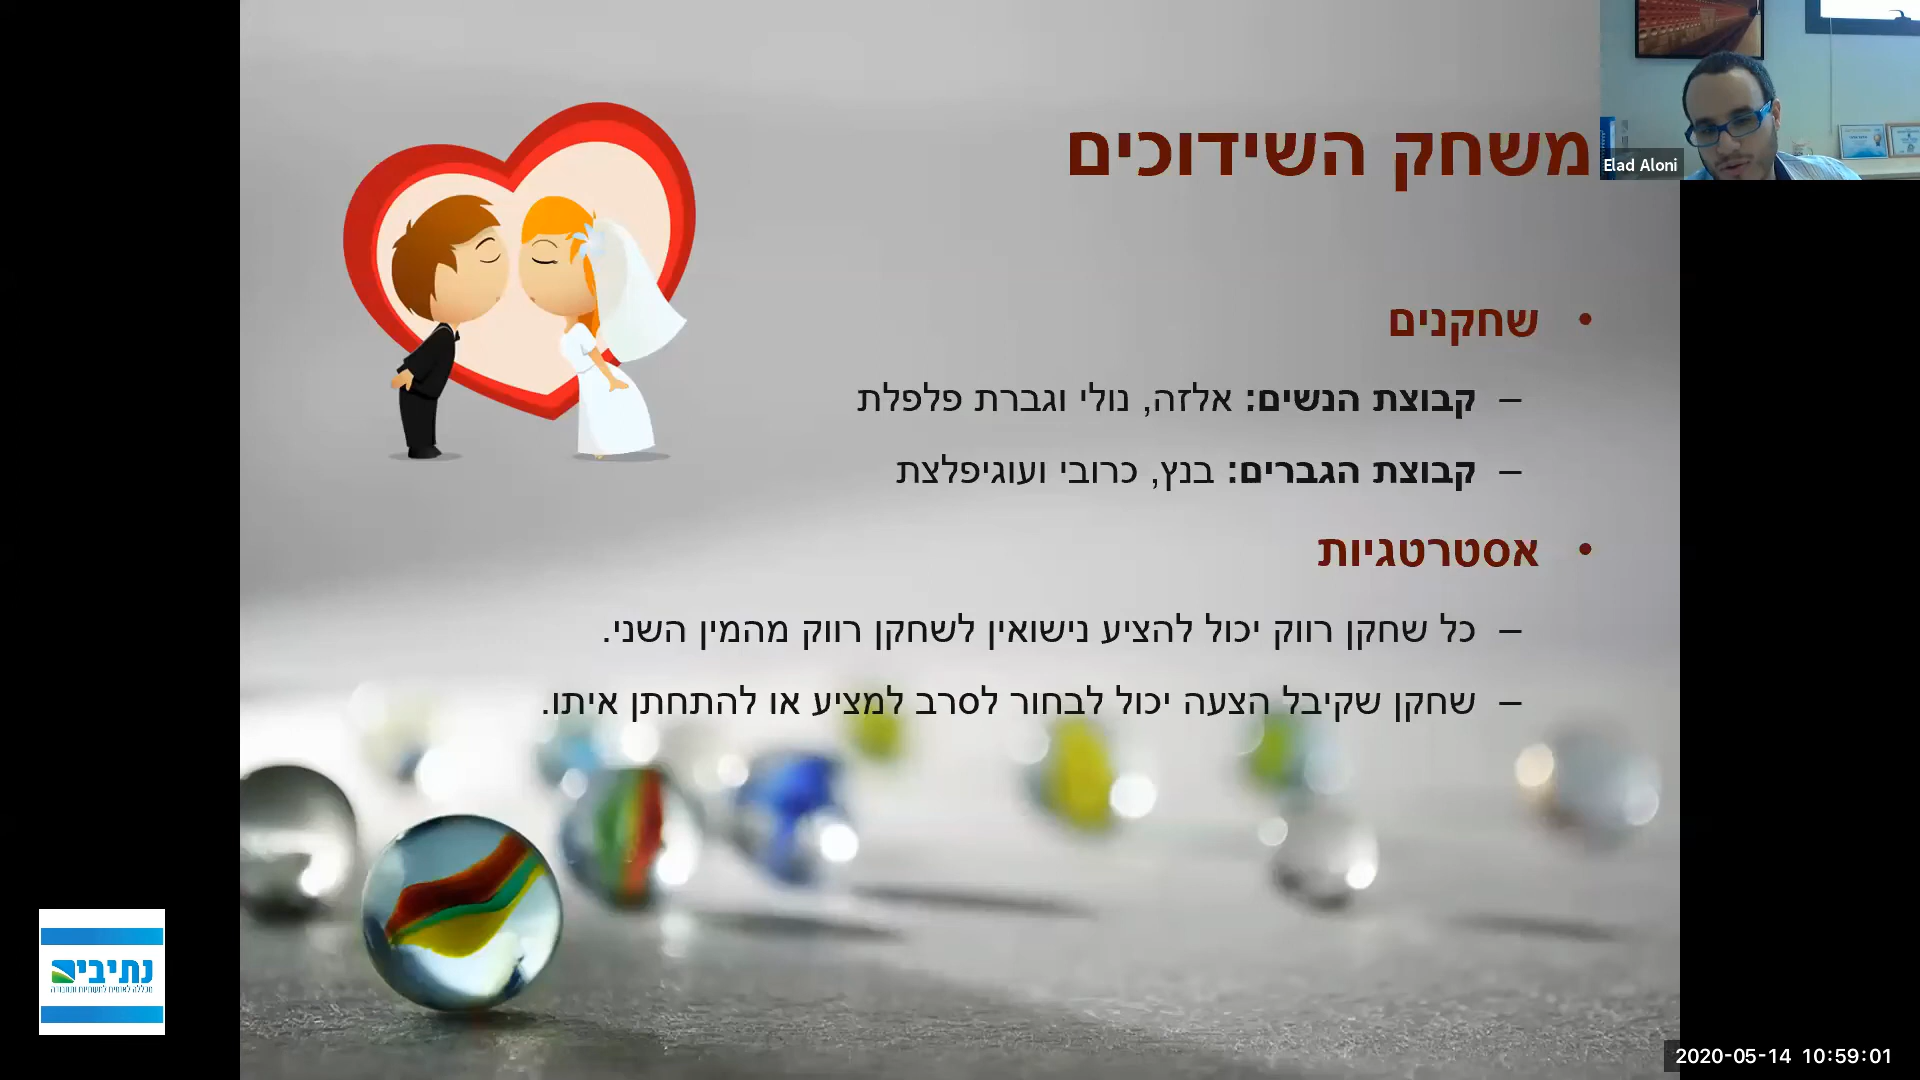 משחק השידוכים
Elad Aloni
• שחקנים
– קבוצת הנשים: אלזה, נולי וגברת פלפלת
– קבוצת הגברים: בנץ, כרובי ועוגיפלצת
• אסטרטגיות
– כל שחקן רווק יכול להציע נישואין לשחקן רווק מהמין השני.
– שחקן שקיבל הצעה יכול לבחור לסרב למציע או להתחתן איתו.
נתיבי
2020-05-14 10:59:01